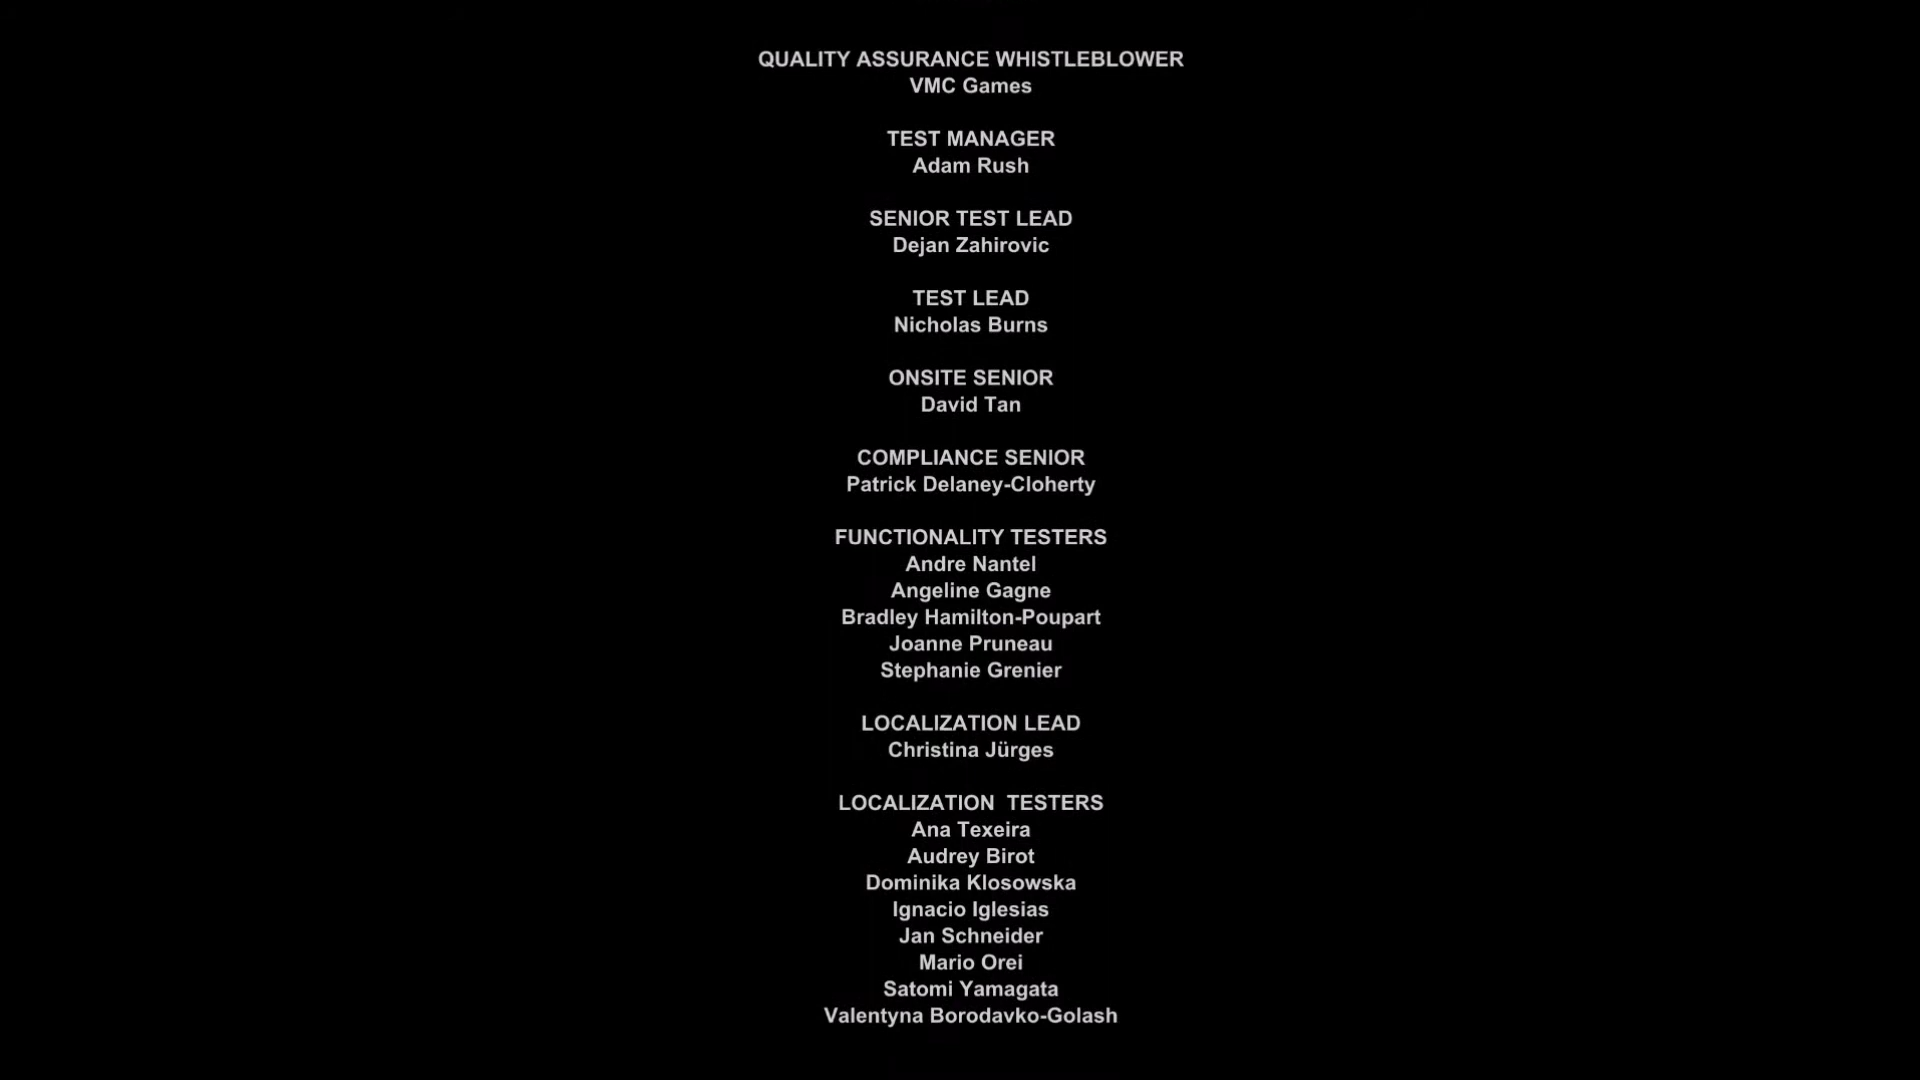 QUALITY ASSURANCE WHISTLEBLOWER
VMC Games
TEST MANAGER
Adam Rush
SENIOR TEST LEAD
Dejan Zahirovic
TEST LEAD
Nicholas Burns
ONSITE SENIOR
David Tan
COMPLIANCE SENIOR
Patrick Delaney-Cloherty
FUNCTIONALITY TESTERS
Andre Nantel
Angeline Gagne
Bradley Hamilton-Poupart
Joanne Pruneau
Stephanie Grenier
LOCALIZATION LEAD
Christina Jürges
LOCALIZATION  TESTERS
Ana Texeira
Audrey Birot
Dominika Klosowska
Ignacio Iglesias
Jan Schneider
Mario Orei
Satomi Yamagata
Valentyna Borodavko-Golash